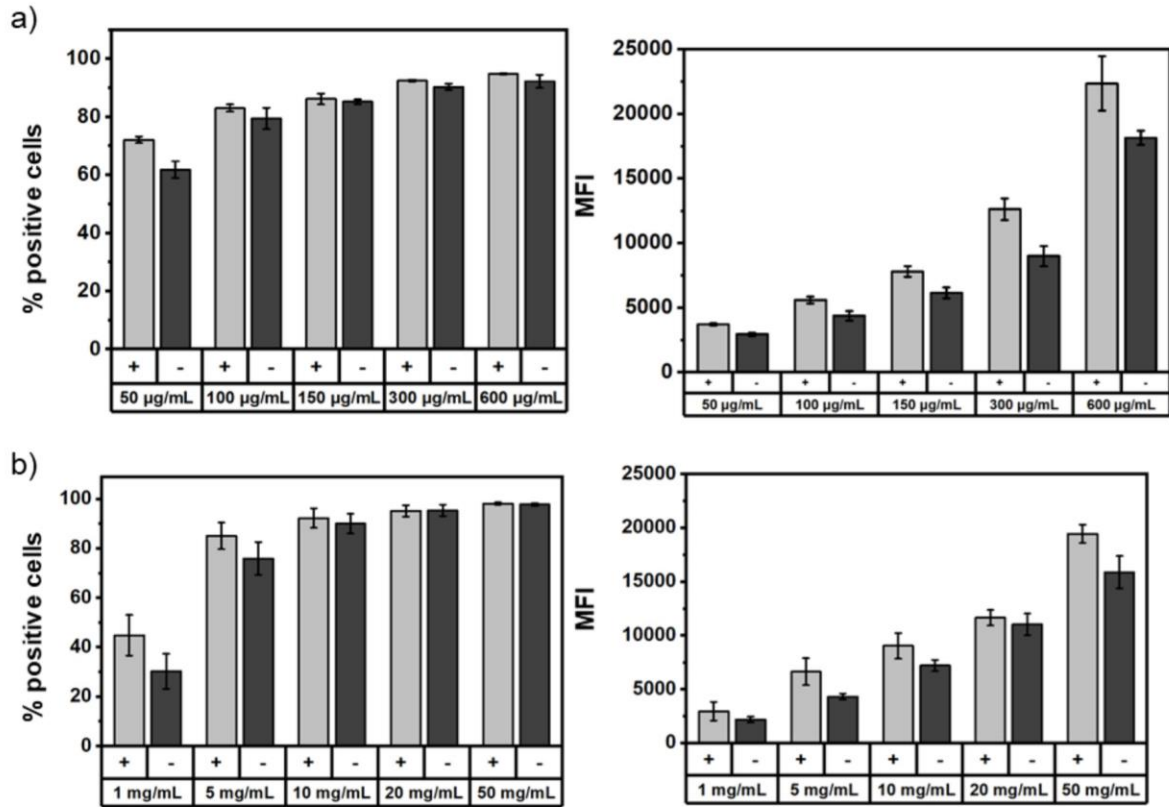 a)
% positive cells
100
80
60
40
20
0
+ - + - + - + - + -
50 µg/mL 100 µg/mL 150 µg/mL 300 µg/mL 600 µg/mL
MFI
25000
20000
15000
10000
5000
0
+ - + - + - + - + -
50 µg/mL 100 µg/mL 150 µg/mL 300 µg/mL 600 µg/mL
b)
% positive cells
100
80
60
40
20
0
+ - + - + - + - + -
1 mg/mL 5 mg/mL 10 mg/mL 20 mg/mL 50 mg/mL
MFI
25000
20000
15000
10000
5000
0
+ - + - + - + - + -
1 mg/mL 5 mg/mL 10 mg/mL 20 mg/mL 50 mg/mL